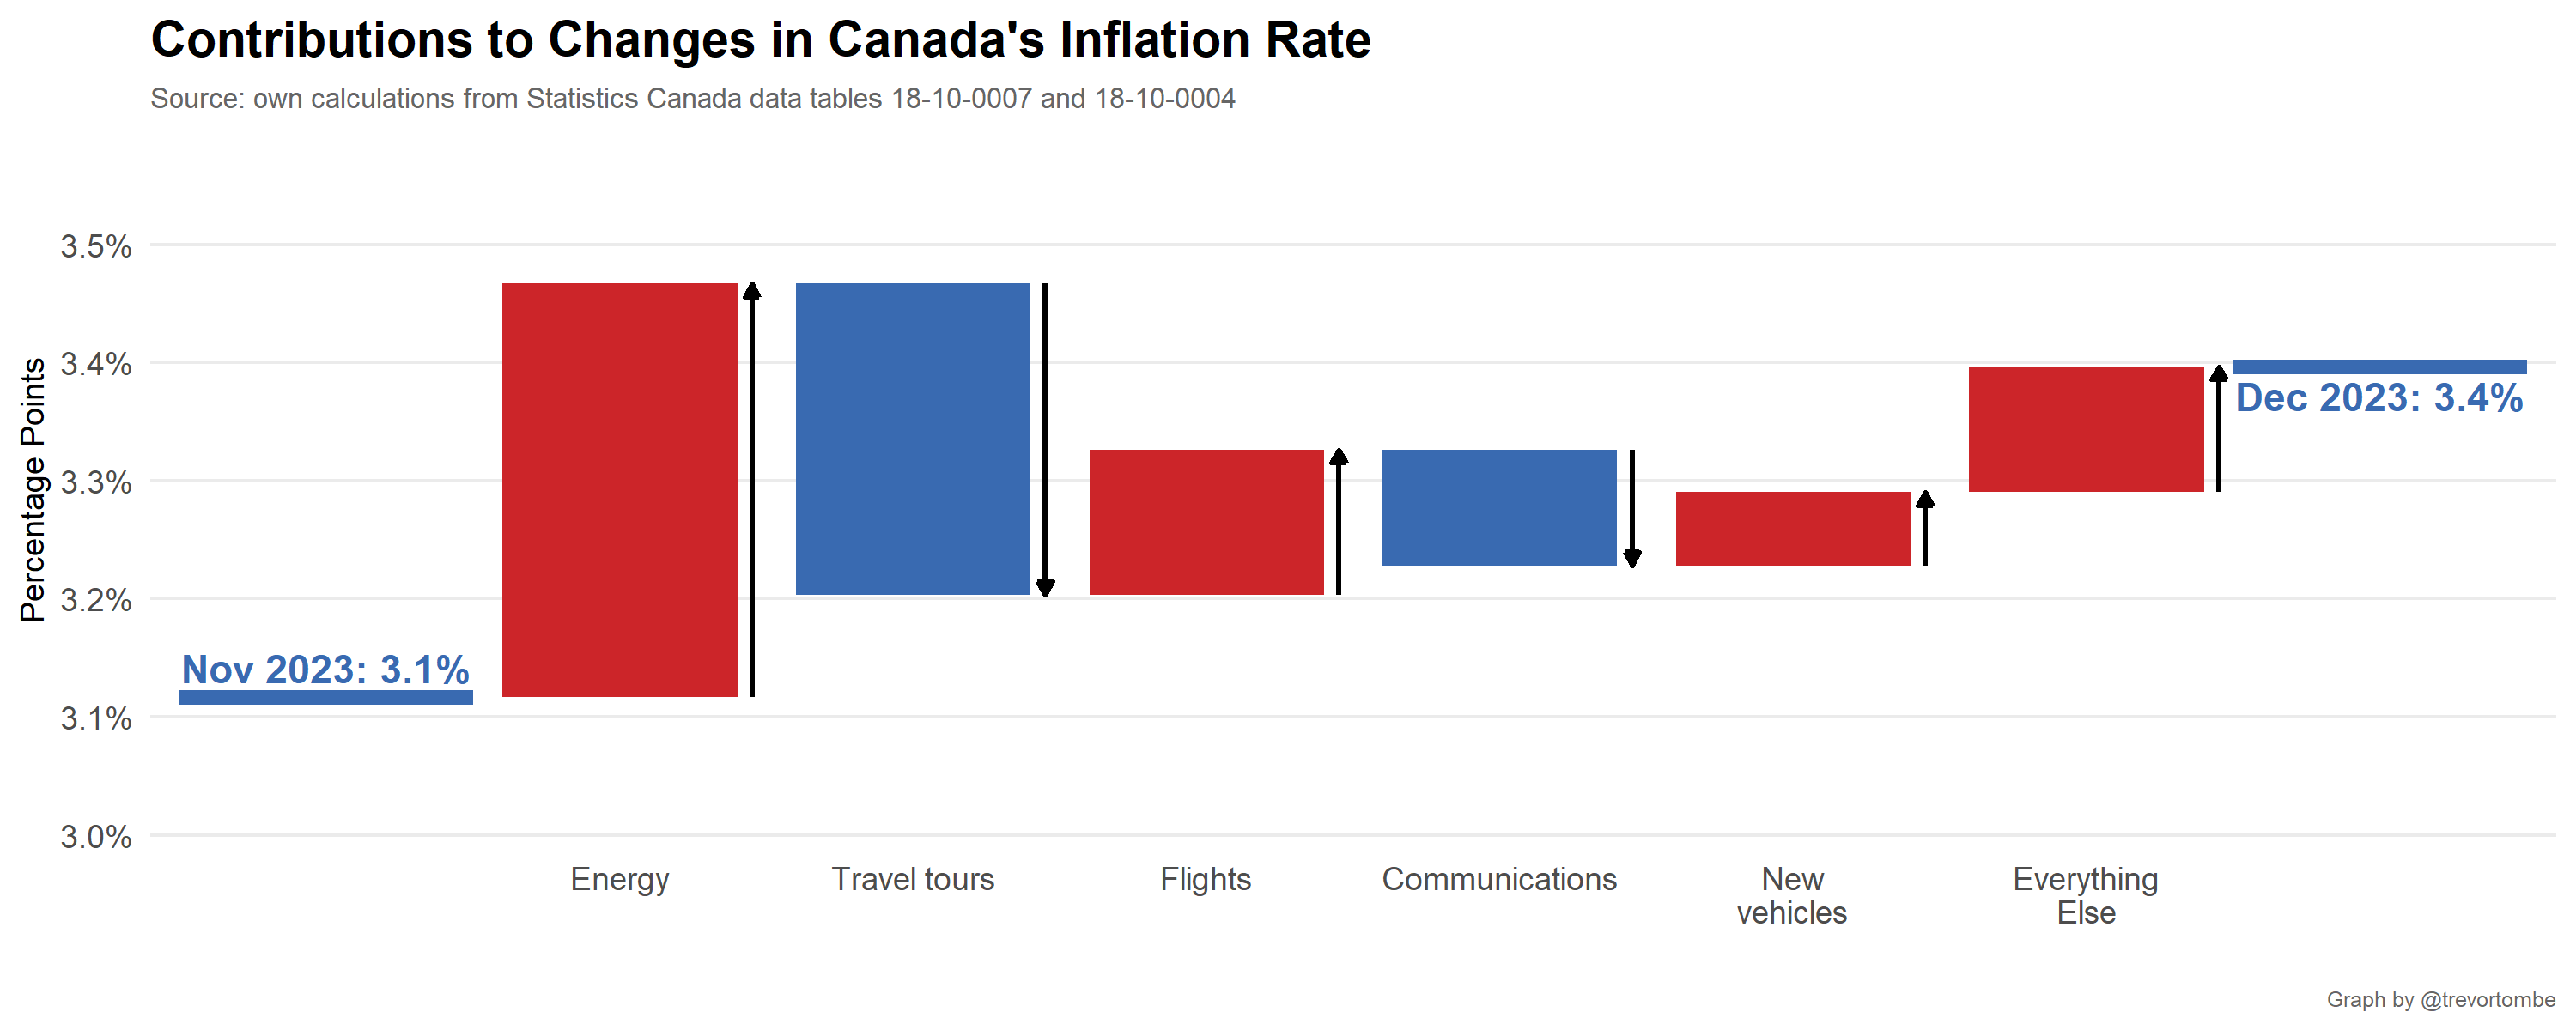 Contributions to Changes in Canada's Inflation Rate
Source: own calculations from Statistics Canada data tables 18-10-0007 and 18-10-0004
Percentage Points
3.5%
3.4%
3.3%
3.2%
3.1%
3.0%
Nov 2023: 3.1%
Dec 2023: 3.4%
Energy
Travel tours
Flights
Communications
New
vehicles
Everything
Else
Graph by @trevortombe